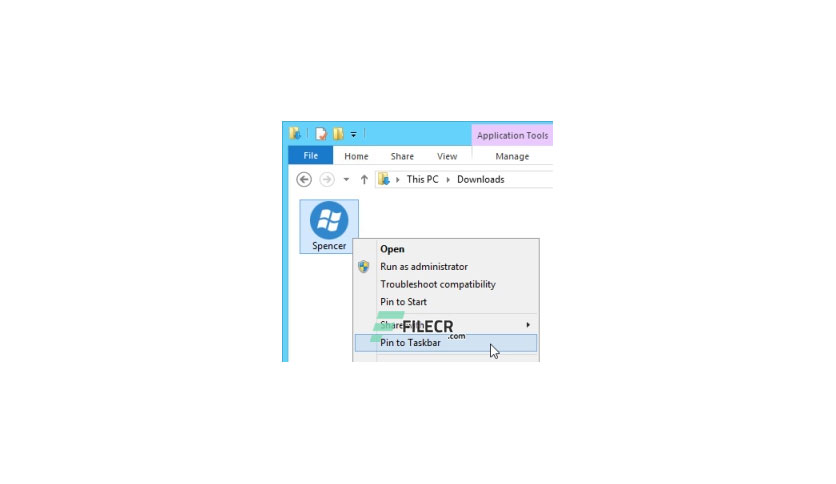 Application Tools
File Home Share View Manage
This PC Downloads
Spencer
Open
Run as administrator
Troubleshoot compatibility
Pin to Start
Share with
FILECR
.com
Pin to Taskbar